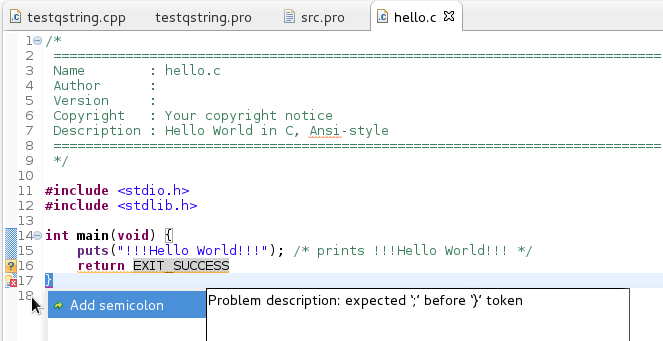 testqstring.cpp testqstring.pro src.pro hello.c
1 /*
2 ============================================================================
3 Name : hello.c
4 Author :
5 Version :
6 Copyright : Your copyright notice
7 Description : Hello World in C, Ansi-style
8 ============================================================================
9 */
10
11 #include <stdio.h>
12 #include <stdlib.h>
13
14 int main(void) {
15 puts("!!!Hello World!!!"); /* prints !!!Hello World!!! */
16 return EXIT_SUCCESS
17 }
18
Add semicolon
Problem description: expected ‘;’ before ‘}’ token